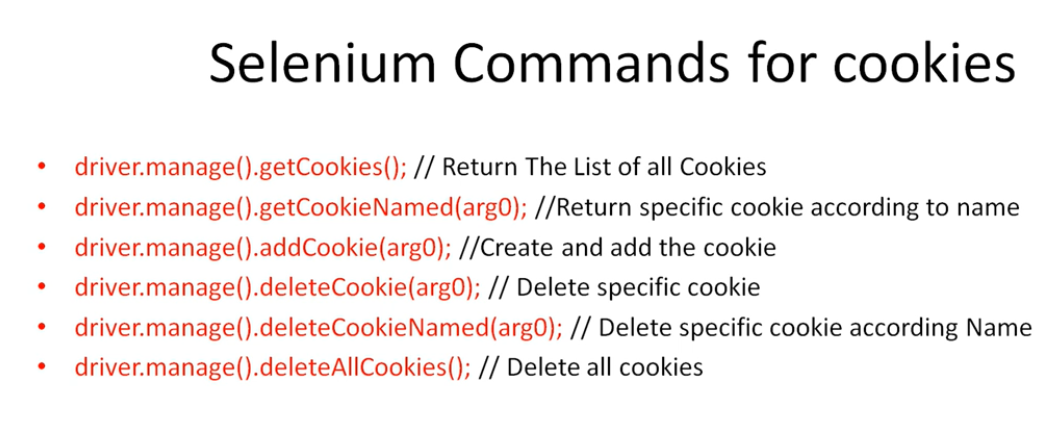 Selenium Commands for cookies
• driver.manage().getCookies(); // Return The List of all Cookies
• driver.manage().getCookieNamed(arg0); //Return specific cookie according to name
• driver.manage().addCookie(arg0); //Create and add the cookie
• driver.manage().deleteCookie(arg0); // Delete specific cookie
• driver.manage().deleteCookieNamed(arg0); // Delete specific cookie according Name
• driver.manage().deleteAllCookies(); // Delete all cookies